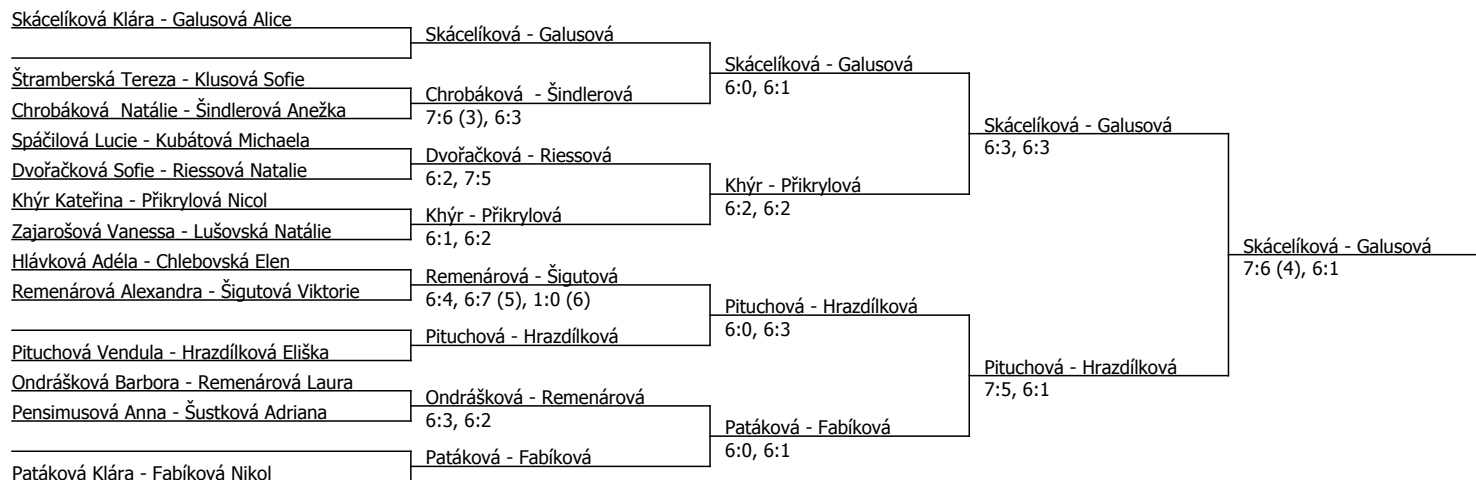 Skácelíková Klára - Galusová Alice
Štramberská Tereza - Klusová Sofie
Chrobáková  Natálie - Šindlerová Anežka
Spáčilová Lucie - Kubátová Michaela
Dvořačková Sofie - Riessová Natalie
Khýr Kateřina - Přikrylová Nicol
Zajarošová Vanessa - Lušovská Natálie
Hlávková Adéla - Chlebovská Elen
Remenárová Alexandra - Šigutová Viktorie
Pituchová Vendula - Hrazdílková Eliška
Ondrášková Barbora - Remenárová Laura
Pensimusová Anna - Šustková Adriana
Patáková Klára - Fabíková Nikol
Skácelíková - Galusová
Chrobáková  - Šindlerová
7:6 (3), 6:3
Dvořačková - Riessová
6:2, 7:5
Khýr - Přikrylová
6:1, 6:2
Remenárová - Šigutová
6:4, 6:7 (5), 1:0 (6)
Pituchová - Hrazdílková
Ondrášková - Remenárová
6:3, 6:2
Patáková - Fabíková
Skácelíková - Galusová
6:0, 6:1
Khýr - Přikrylová
6:2, 6:2
Pituchová - Hrazdílková
6:0, 6:3
Patáková - Fabíková
6:0, 6:1
Skácelíková - Galusová
6:3, 6:3
Pituchová - Hrazdílková
7:5, 6:1
Skácelíková - Galusová
7:6 (4), 6:1